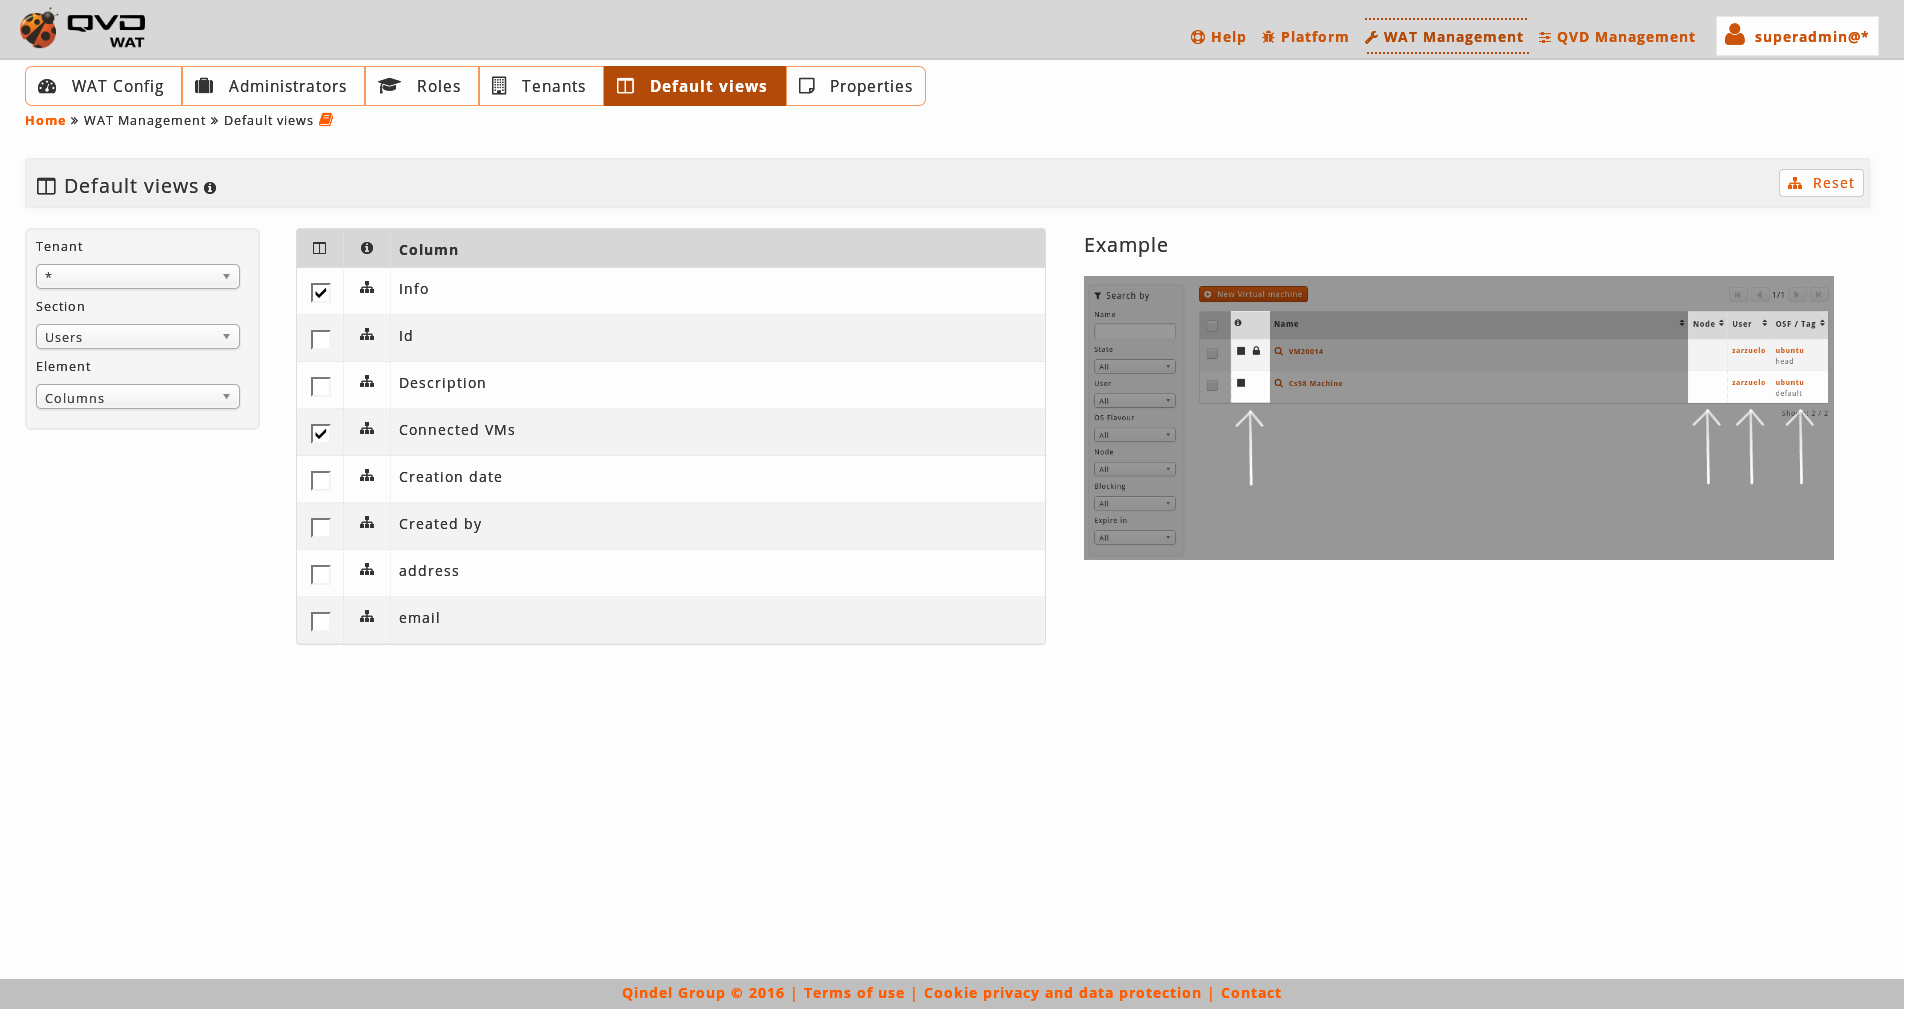 QVD
WAT
Help
Platform
WAT Management
QVD Management
superadmin@*
WAT Config
Administrators
Roles
Tenants
Default views
Properties
Home » WAT Management » Default views
Default views
Reset
Tenant
*
Section
Users
Element
Columns
Column
Info
Id
Description
Connected VMs
Creation date
Created by
address
email
Example
Search by
New Virtual machine
1/1
Name
State
All
User
All
OS Flavour
All
Node
All
Blocking
All
Expire in
All
Name
Node
User
OSF / Tag
VM20014
zarzuelo
ubuntu
head
Cs58 Machine
zarzuelo
ubuntu
default
2 / 2
Qindel Group © 2016 | Terms of use | Cookie privacy and data protection | Contact